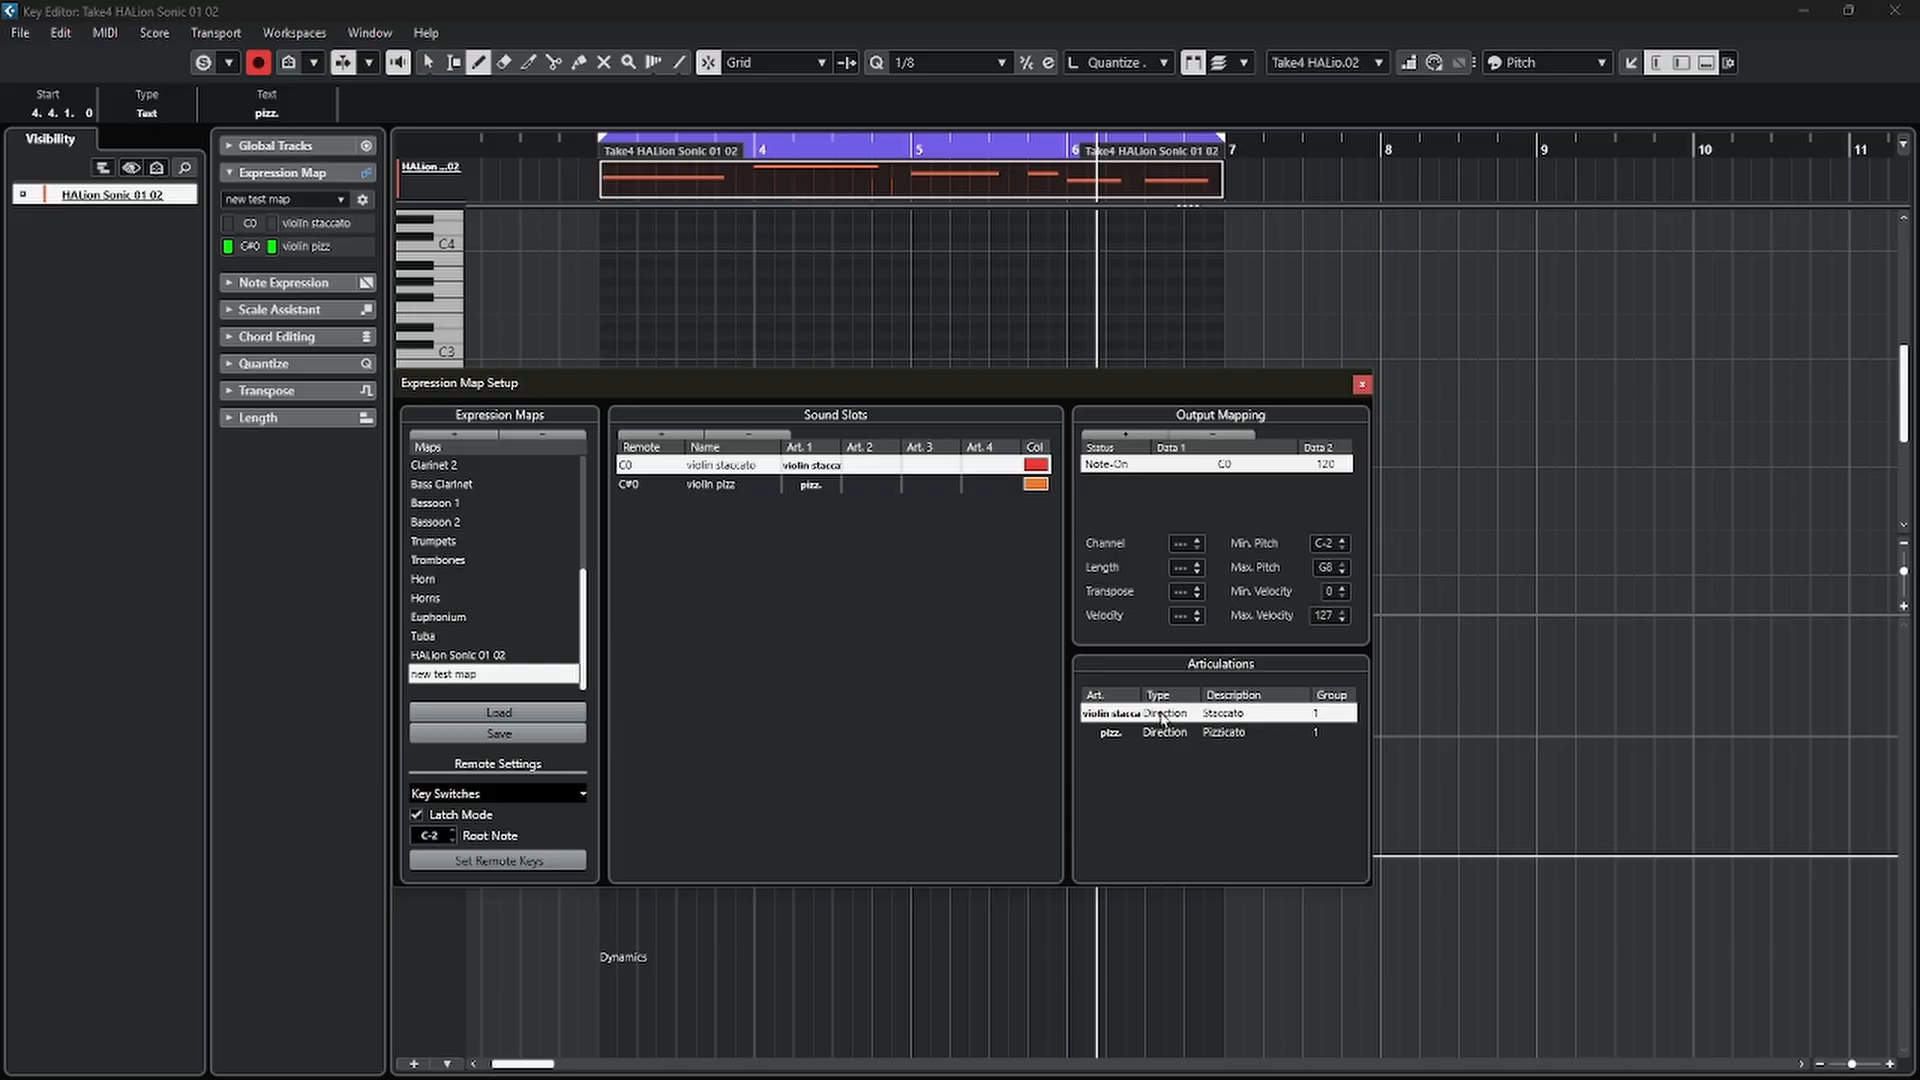 Key Editor: Take4 HALion Sonic 01 02
File Edit MIDI Score Transport Workspaces Window Help
Grid 1/8 L Quantize . Take4 HALio.02 Pitch
Start Type Text
4. 4. 1. 0 Text pizz.
Visibility
HALion Sonic 01 02
Global Tracks
Expression Map
new test map
C0 violin staccato
C#0 violin pizz
Note Expression
Scale Assistant
Chord Editing
Quantize
Transpose
Length
4 5 6 7 8 9 10 11
Take4 HALion Sonic 01 02 Take4 HALion Sonic 01 02
HALion ...02
C4
C3
Expression Map Setup
Expression Maps
Maps
Clarinet 2
Bass Clarinet
Bassoon 1
Bassoon 2
Trumpets
Trombones
Horn
Horns
Euphonium
Tuba
HALion Sonic 01 02
new test map
Load
Save
Remote Settings
Key Switches
Latch Mode
C-2 Root Note
Set Remote Keys
Sound Slots
Remote Name Art. 1 Art. 2 Art. 3 Art. 4 Col
C0 violin staccato violin stacca
C#0 violin pizz pizz.
Output Mapping
Status Data 1 Data 2
Note-On C0 120
Channel --- Min. Pitch C-2
Length --- Max. Pitch G8
Transpose --- Min. Velocity 0
Velocity --- Max. Velocity 127
Articulations
Art. Type Description Group
violin stacca Direction Staccato 1
pizz. Direction Pizzicato 1
Dynamics